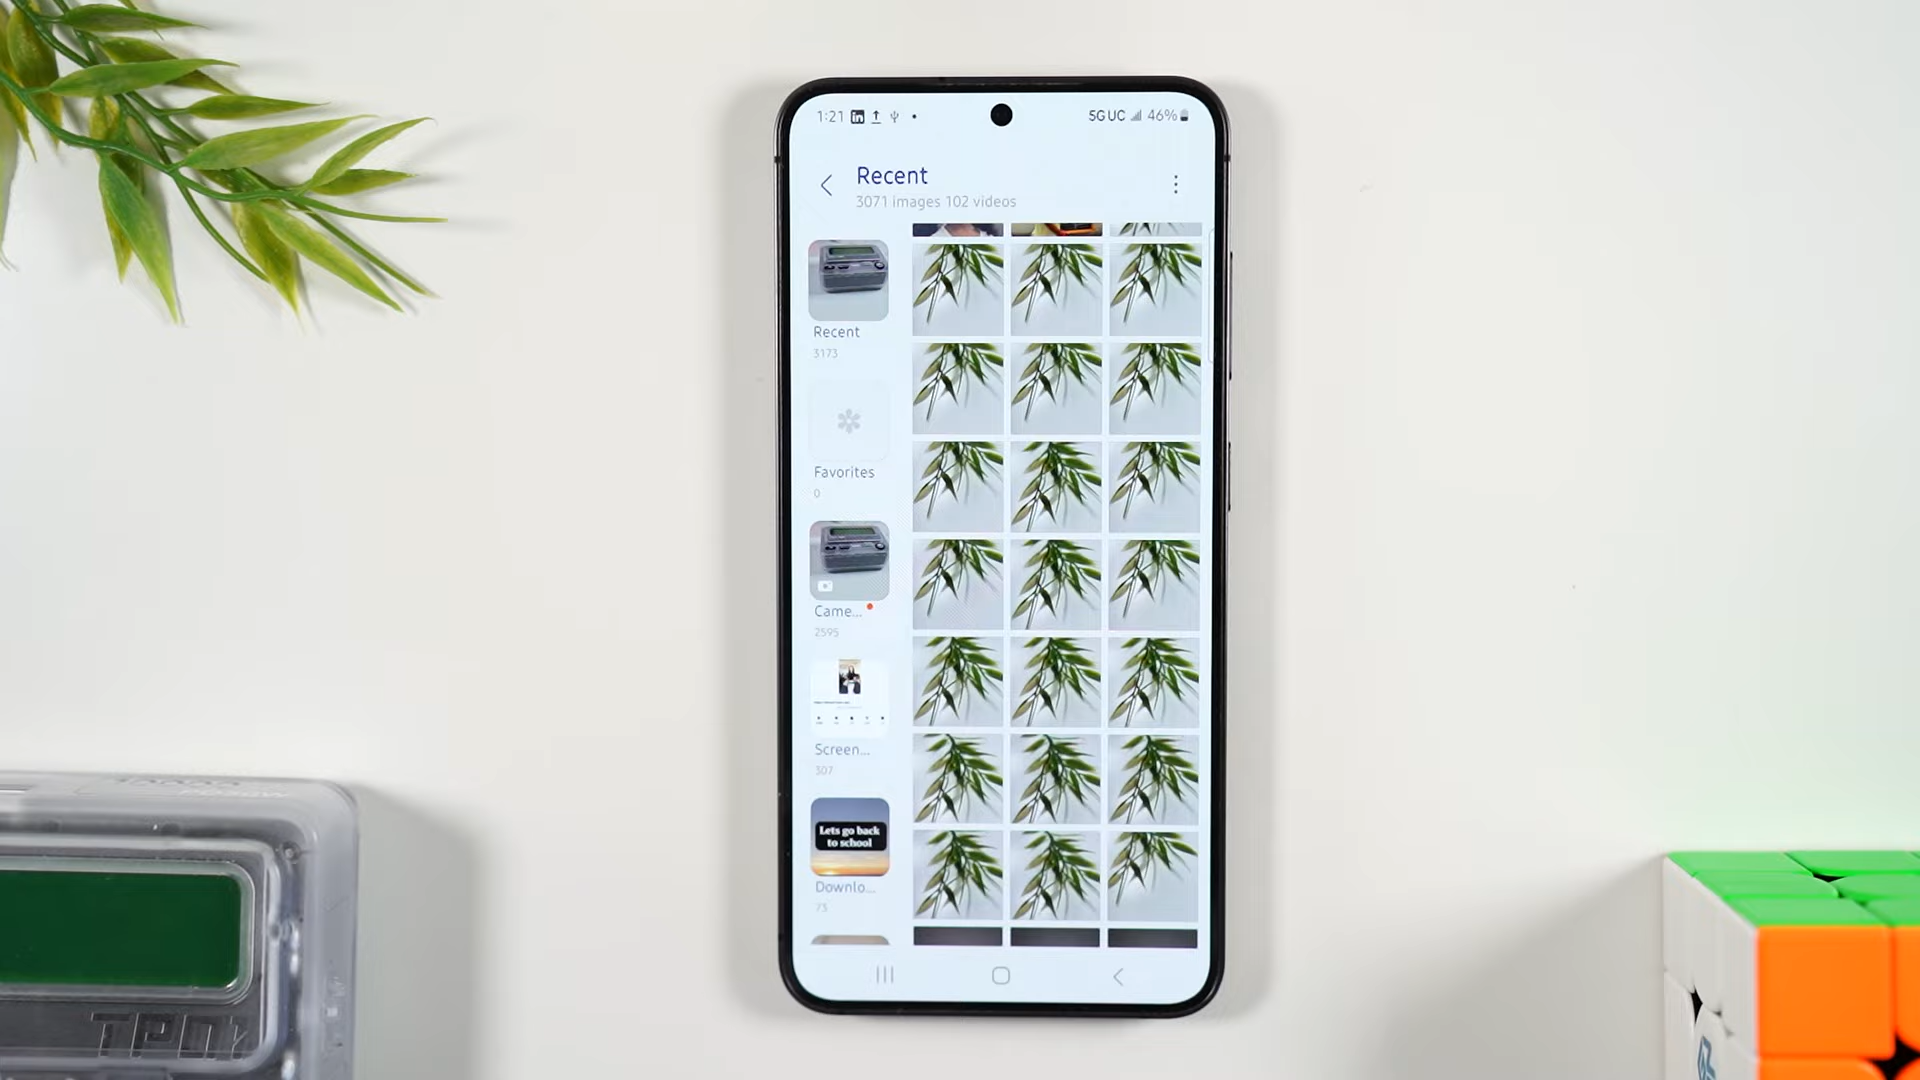 1:21
5G UC 46%
Recent
3071 images 102 videos
Recent
3173
Favorites
0
Came...
2595
Screen...
307
Lets go back
to school
Downlo...
73